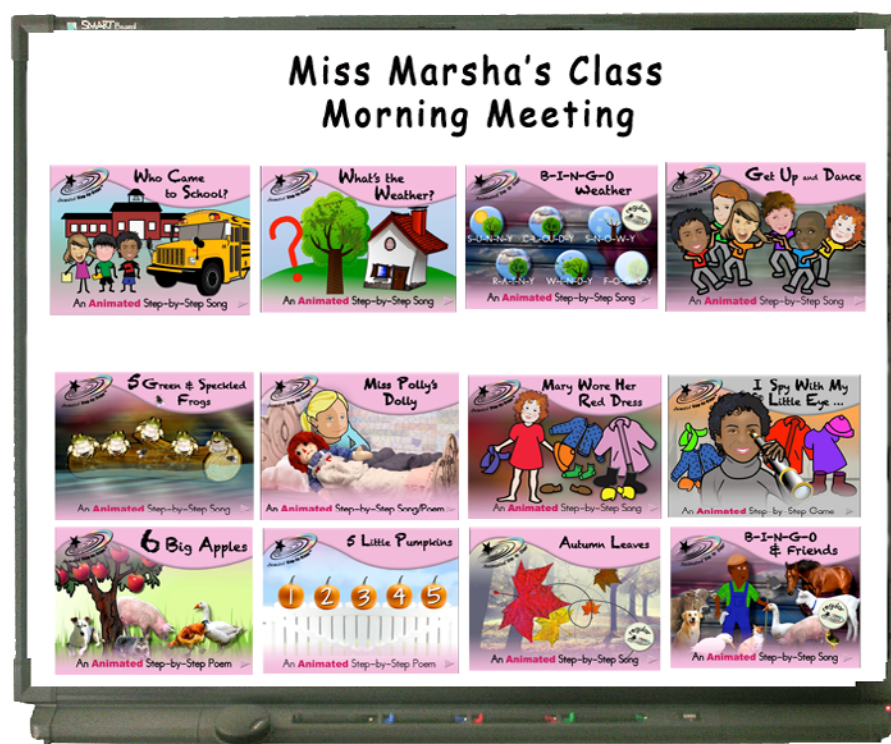 SMART Board
Miss Marsha's Class
Morning Meeting
Who Came
to School?
An Animated Step-by-Step Song
What's the
Weather?
An Animated Step-by-Step Song
B-I-N-G-O
Weather
S-U-N-N-Y
C-L-O-U-D-Y
S-N-O-W-Y
R-A-I-N-Y
W-I-N-D-Y
F-O-G-G-Y
An Animated Step-by-Step Song
Get Up and Dance
An Animated Step-by-Step Song
5 Green & Speckled
Frogs
An Animated Step-by-Step Song
Miss Polly's
Dolly
An Animated Step-by-Step Song/Poem
Mary Wore Her
Red Dress
An Animated Step-by-Step Song
I Spy With My
Little Eye ...
An Animated Step-by-Step Game
6 Big Apples
An Animated Step-by-Step Poem
5 Little Pumpkins
1 2 3 4 5
An Animated Step-by-Step Poem
Autumn Leaves
An Animated Step-by-Step Song
B-I-N-G-O
& Friends
An Animated Step-by-Step Song